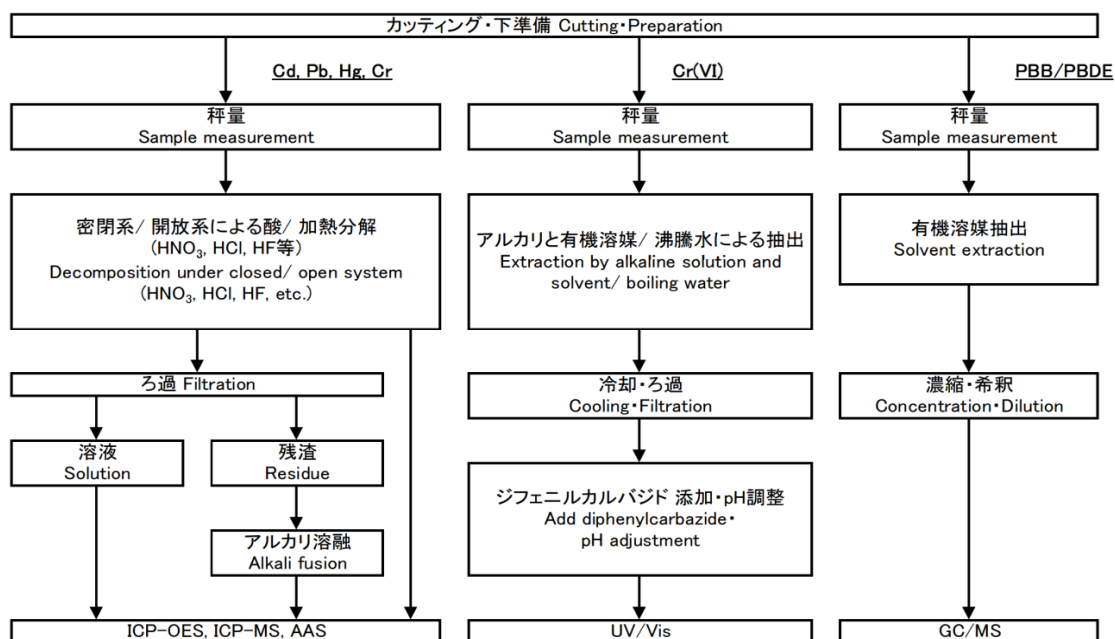 カッティング・下準備 Cutting・Preparation
Cd, Pb, Hg, Cr
Cr(VI)
PBB/PBDE
秤量
Sample measurement
秤量
Sample measurement
秤量
Sample measurement
密閉系/ 開放系による酸/ 加熱分解
(HNO₃, HCl, HF等)
Decomposition under closed/ open system
(HNO₃, HCl, HF, etc.)
アルカリと有機溶媒/ 沸騰水による抽出
Extraction by alkaline solution and
solvent/ boiling water
有機溶媒抽出
Solvent extraction
ろ過 Filtration
冷却・ろ過
Cooling・Filtration
濃縮・希釈
Concentration・Dilution
溶液
Solution
残渣
Residue
ジフェニルカルバジド 添加・pH調整
Add diphenylcarbazide・
pH adjustment
アルカリ溶融
Alkali fusion
ICP-OES, ICP-MS, AAS
UV/Vis
GC/MS